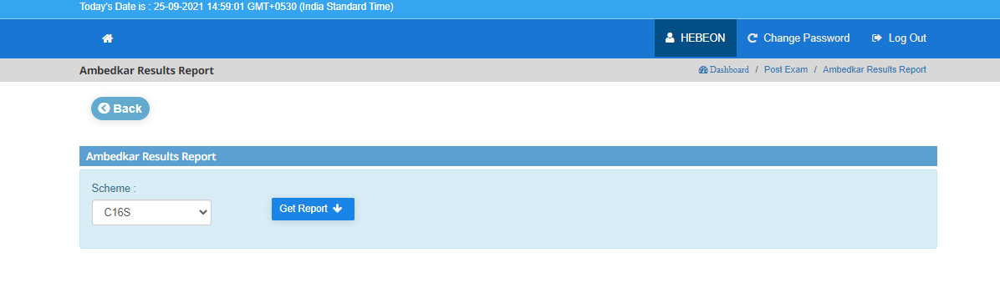 Today's Date is : 25-09-2021 14:59:01 GMT+0530 (India Standard Time)
HEBEON Change Password Log Out
Ambedkar Results Report Dashboard / Post Exam / Ambedkar Results Report
Back
Ambedkar Results Report
Scheme :
C16S Get Report